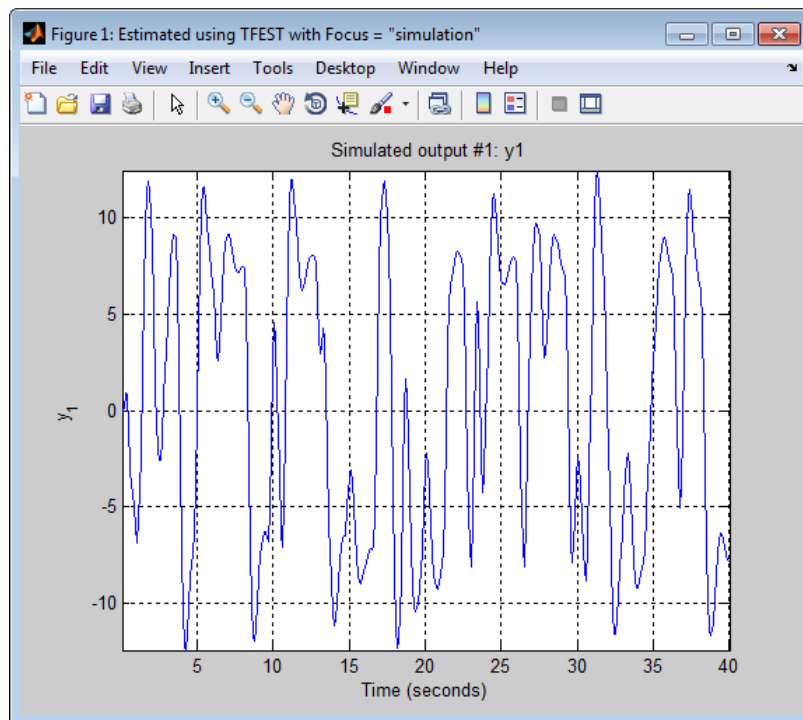 Figure 1: Estimated using TFEST with Focus = "simulation"
File Edit View Insert Tools Desktop Window Help
Simulated output #1: y1
10
5
0
-5
-10
y1
5 10 15 20 25 30 35 40
Time (seconds)